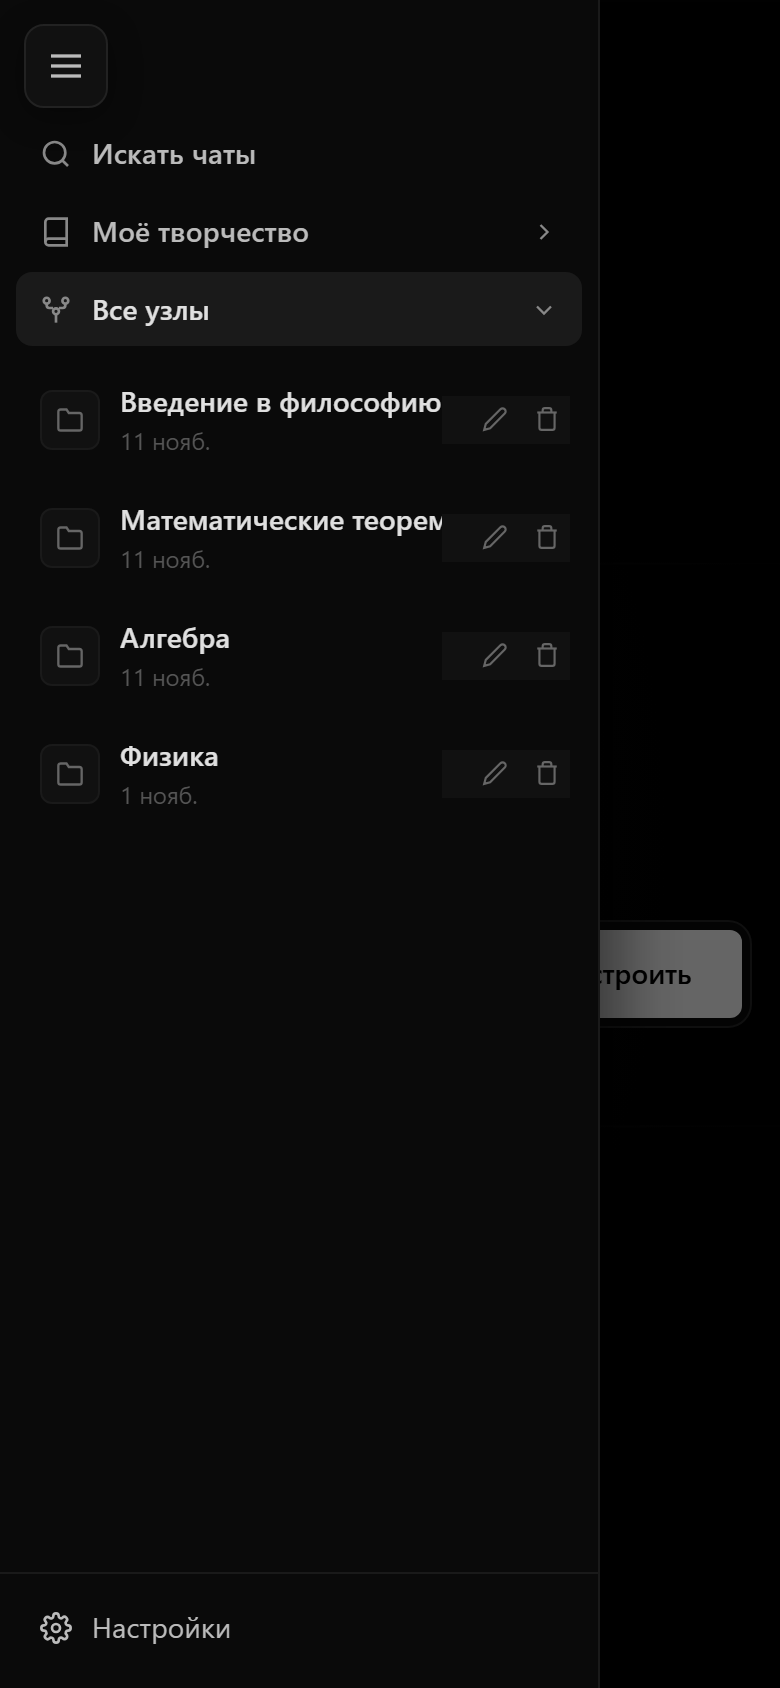 Искать чаты
Моё творчество
Все узлы
Введение в философию
11 нояб.
Математические теорем
11 нояб.
Алгебра
11 нояб.
Физика
1 нояб.
строить
Настройки